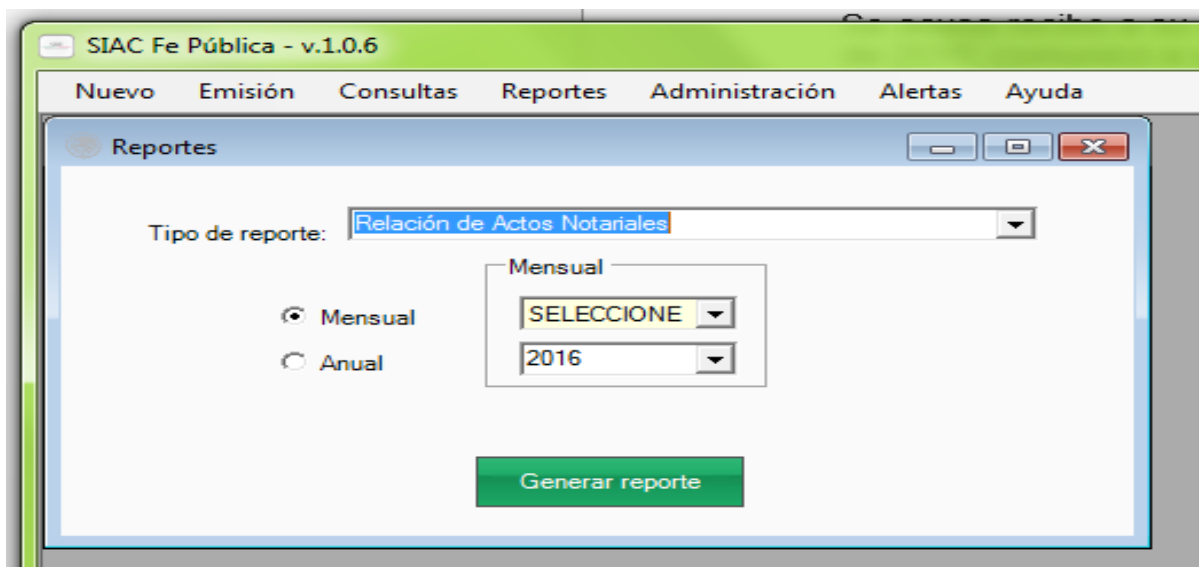 SIAC Fe Pública - v.1.0.6
Nuevo Emisión Consultas Reportes Administración Alertas Ayuda
Reportes
Tipo de reporte: Relación de Actos Notariales
Mensual
Mensual SELECCIONE
Anual 2016
Generar reporte